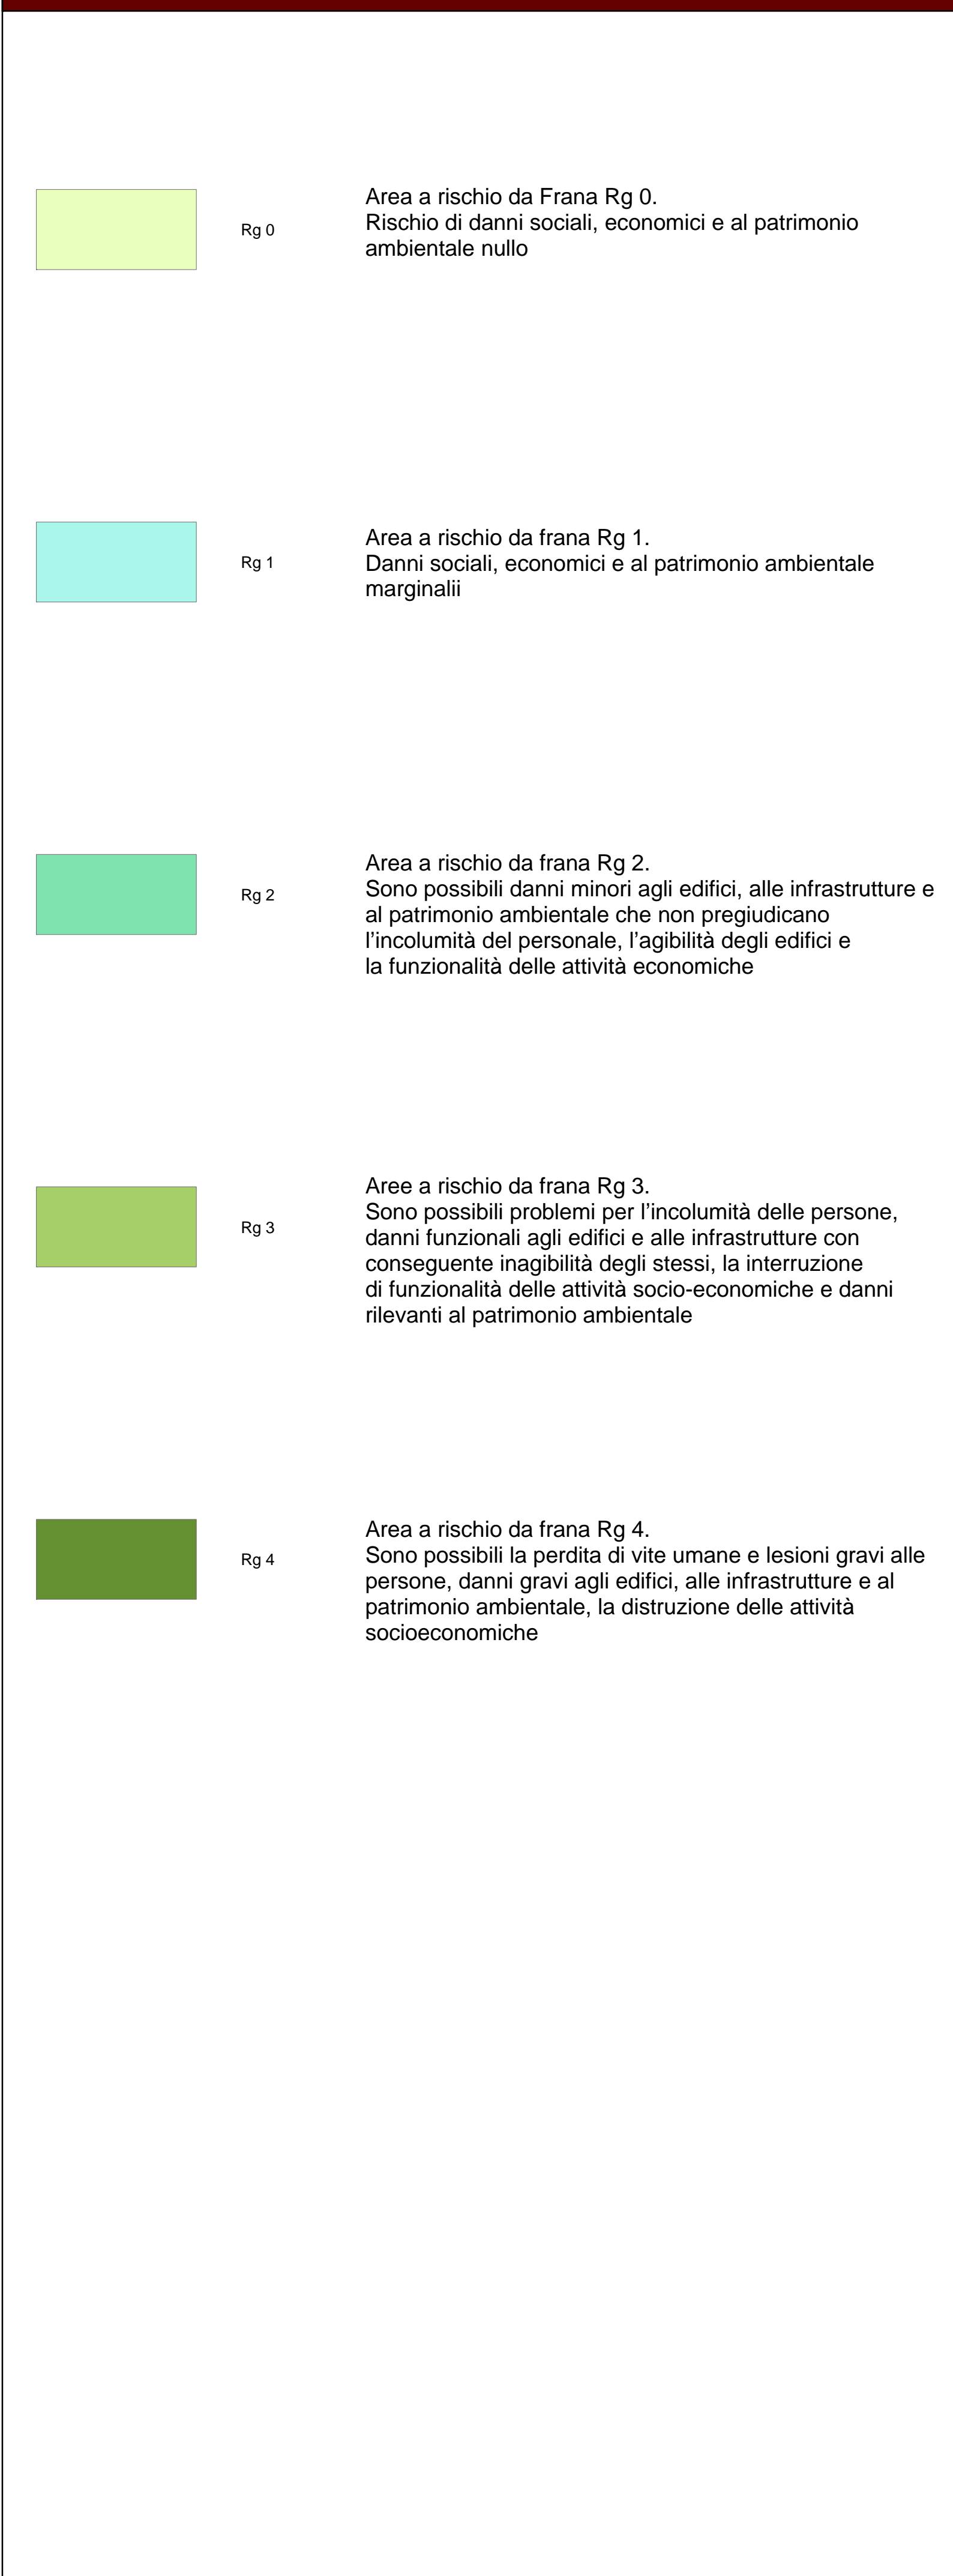 Rg 0
Area a rischio da Frana Rg 0.
Rischio di danni sociali, economici e al patrimonio
ambientale nullo
Rg 1
Area a rischio da frana Rg 1.
Danni sociali, economici e al patrimonio ambientale
marginalii
Rg 2
Area a rischio da frana Rg 2.
Sono possibili danni minori agli edifici, alle infrastrutture e
al patrimonio ambientale che non pregiudicano
l’incolumità del personale, l’agibilità degli edifici e
la funzionalità delle attività economiche
Rg 3
Aree a rischio da frana Rg 3.
Sono possibili problemi per l’incolumità delle persone,
danni funzionali agli edifici e alle infrastrutture con
conseguente inagibilità degli stessi, la interruzione
di funzionalità delle attività socio-economiche e danni
rilevanti al patrimonio ambientale
Rg 4
Area a rischio da frana Rg 4.
Sono possibili la perdita di vite umane e lesioni gravi alle
persone, danni gravi agli edifici, alle infrastrutture e al
patrimonio ambientale, la distruzione delle attività
socioeconomiche